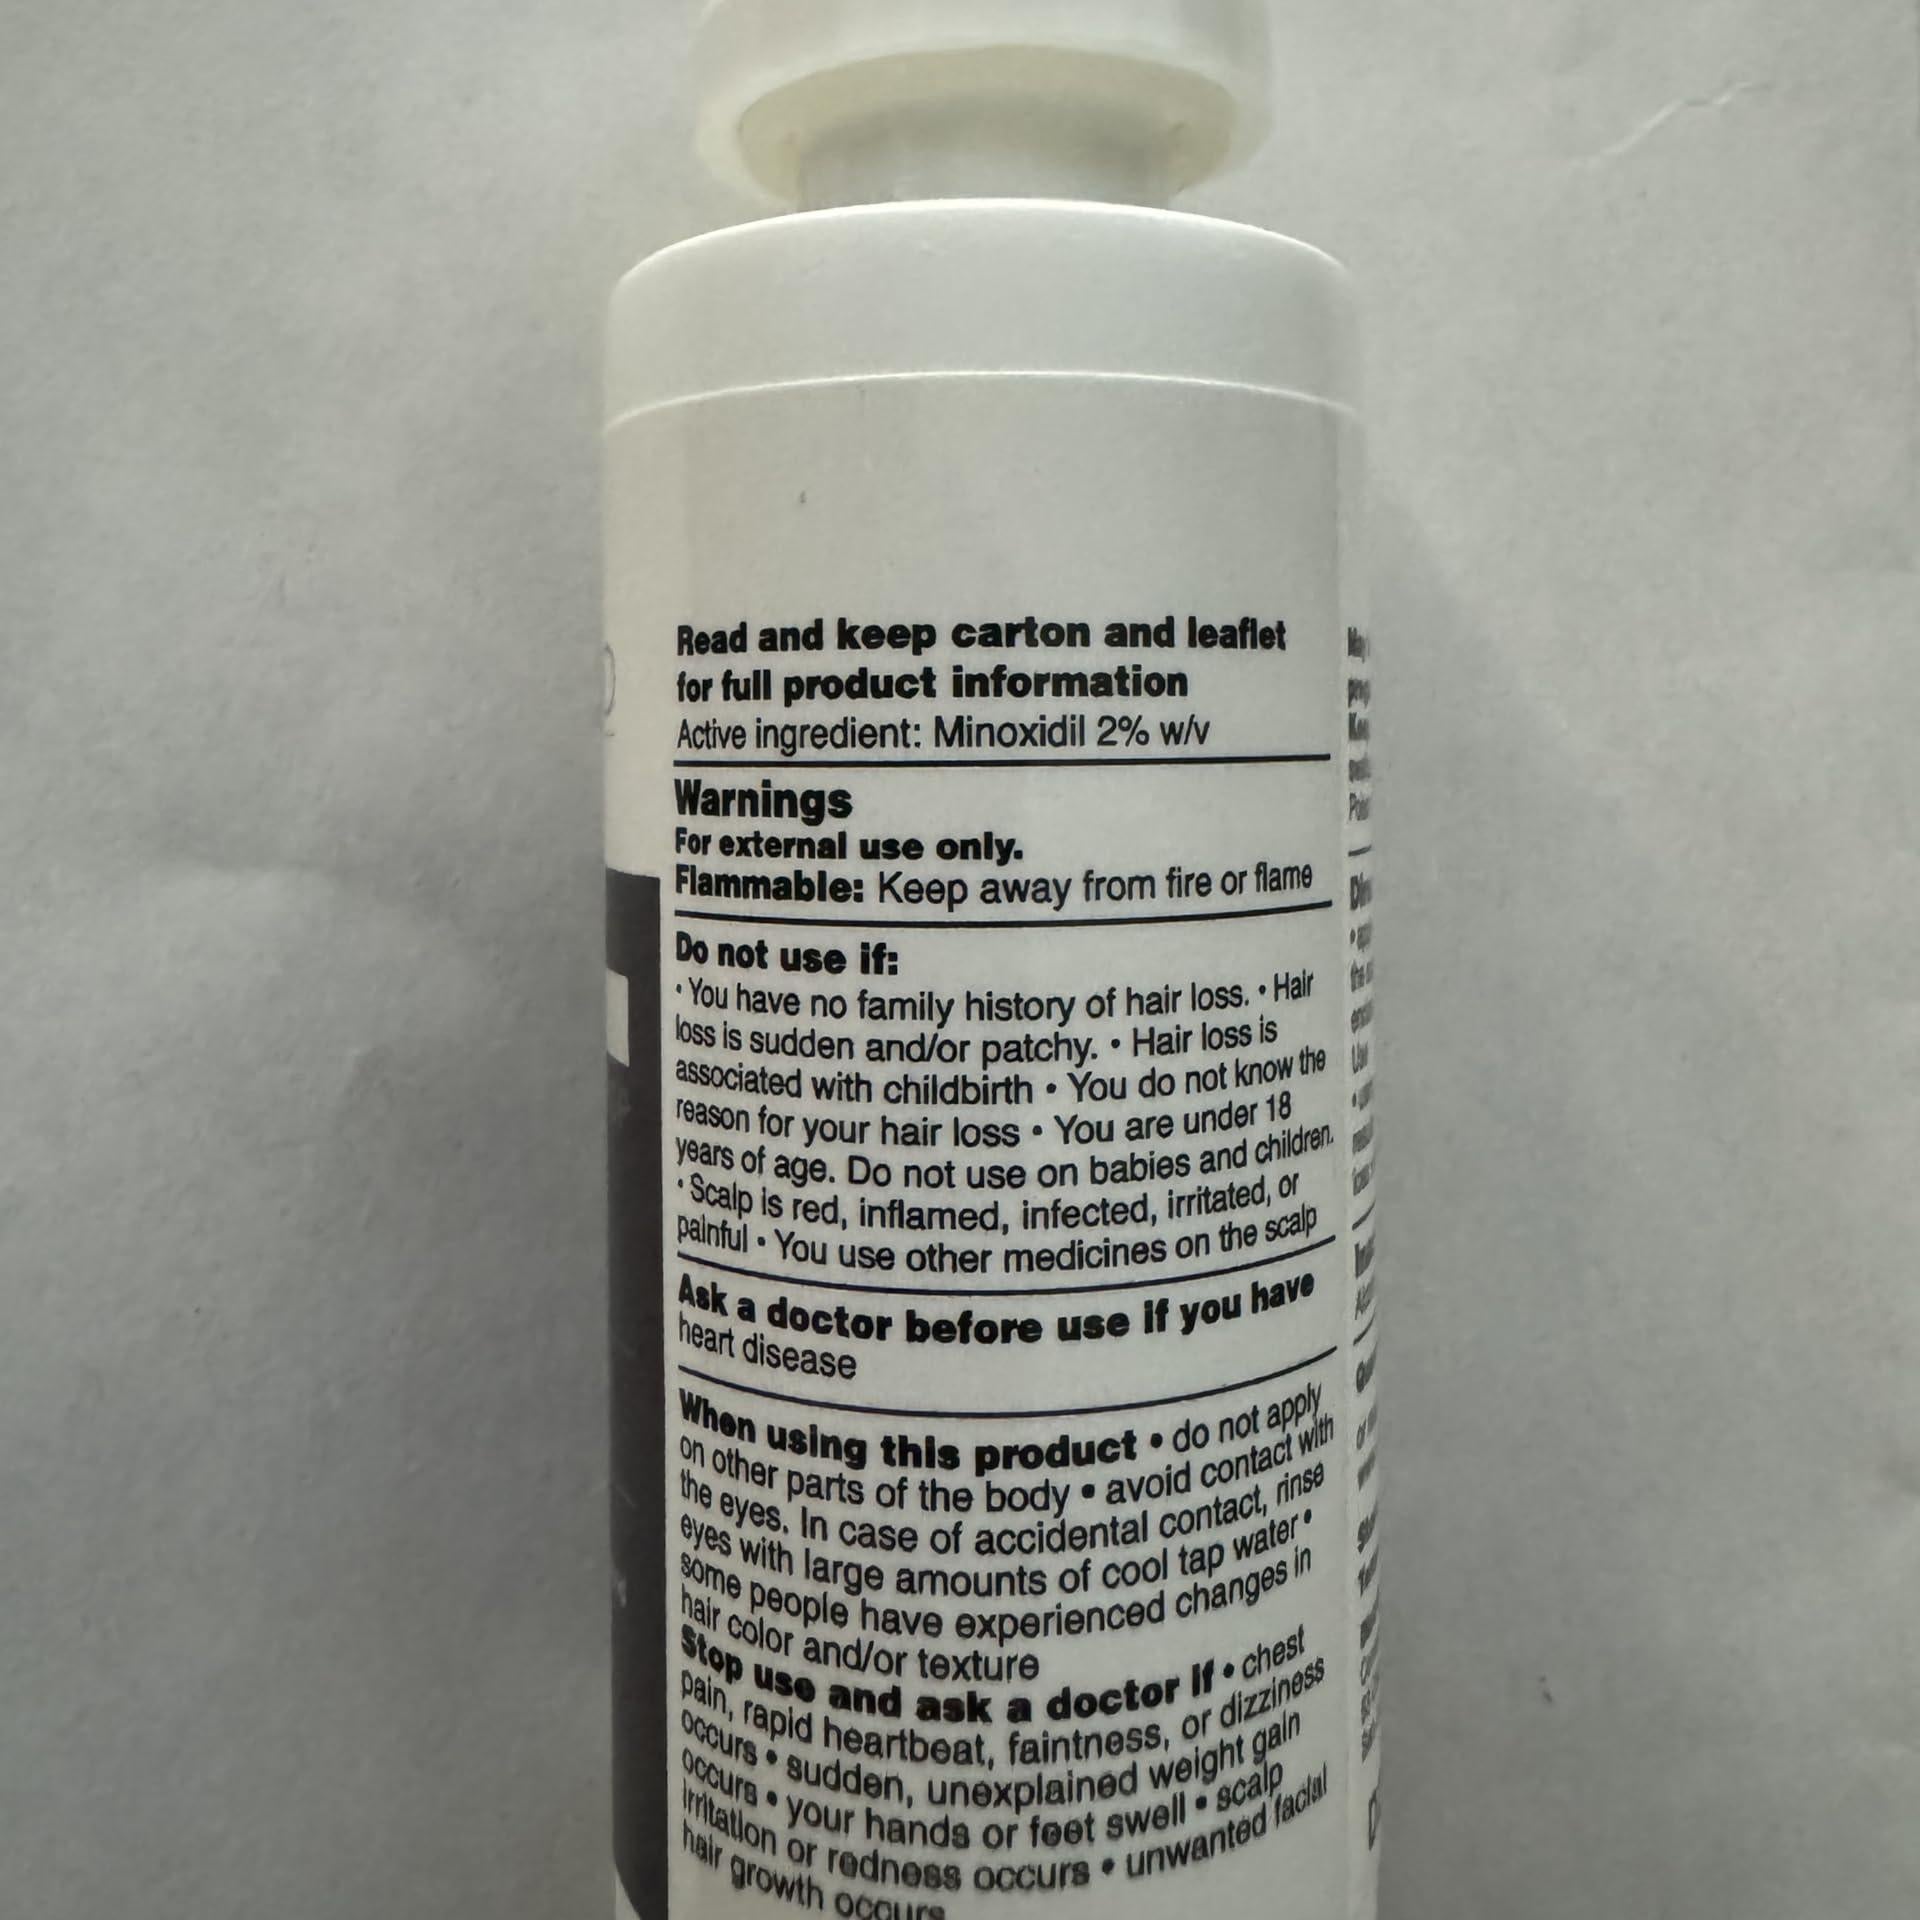 Read and keep carton and leaflet
for full product information
Active ingredient: Minoxidil 2% w/v
Warnings
For external use only.
Flammable: Keep away from fire or flame
Do not use if:
• You have no family history of hair loss. • Hair
loss is sudden and/or patchy. • Hair loss is
associated with childbirth • You do not know the
reason for your hair loss • You are under 18
years of age. Do not use on babies and children.
• Scalp is red, inflamed, infected, irritated, or
painful • You use other medicines on the scalp
Ask a doctor before use if you have
heart disease
When using this product • do not apply
on other parts of the body • avoid contact with
the eyes. In case of accidental contact, rinse
eyes with large amounts of cool tap water •
some people have experienced changes in
hair color and/or texture
Stop use and ask a doctor if • chest
pain, rapid heartbeat, faintness, or dizziness
occurs • sudden, unexplained weight gain
occurs • your hands or feet swell • scalp
irritation or redness occurs • unwanted facial
hair growth occurs